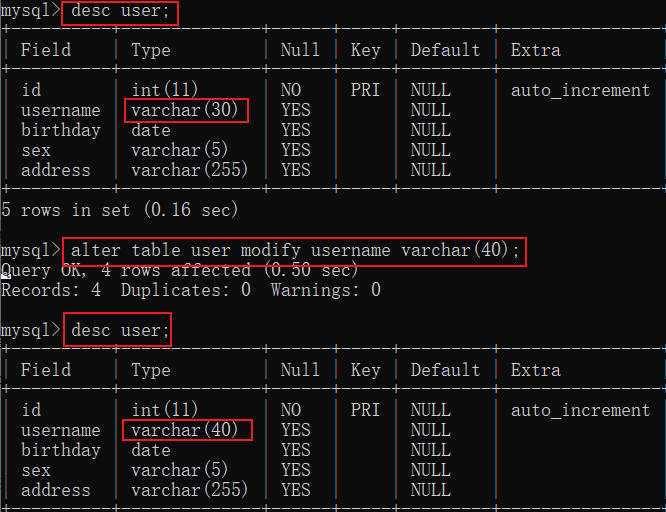 mysql> desc user;
+----------+--------------+------+-----+---------+----------------+
| Field | Type | Null | Key | Default | Extra
+----------+--------------+------+-----+---------+----------------+
| id | int(11) | NO | PRI | NULL | auto_increment
| username | varchar(30) | YES | | NULL |
| birthday | date | YES | | NULL |
| sex | varchar(5) | YES | | NULL |
| address | varchar(255) | YES | | NULL |
+----------+--------------+------+-----+---------+----------------+
5 rows in set (0.16 sec)
mysql> alter table user modify username varchar(40);
Query OK, 4 rows affected (0.50 sec)
Records: 4 Duplicates: 0 Warnings: 0
mysql> desc user;
+----------+--------------+------+-----+---------+----------------+
| Field | Type | Null | Key | Default | Extra
+----------+--------------+------+-----+---------+----------------+
| id | int(11) | NO | PRI | NULL | auto_increment
| username | varchar(40) | YES | | NULL |
| birthday | date | YES | | NULL |
| sex | varchar(5) | YES | | NULL |
| address | varchar(255) | YES | | NULL |
+----------+--------------+------+-----+---------+----------------+